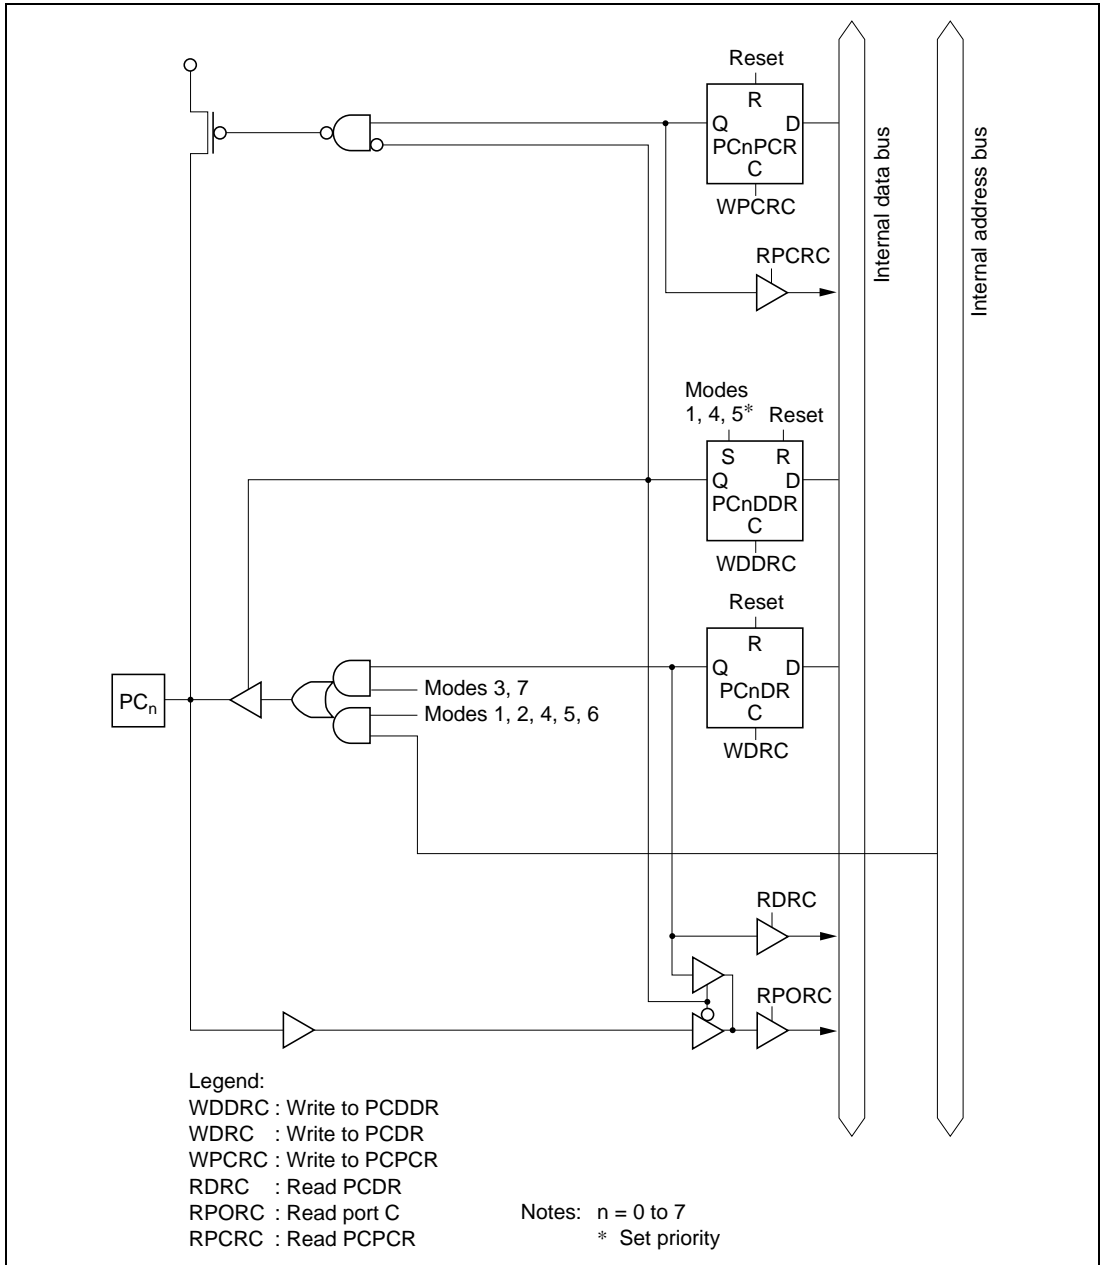 Reset
R
Q D
PCnPCR
C
WPCRC
RPCRC
Internal data bus
Internal address bus
Modes
1, 4, 5* Reset
S R
Q D
PCnDDR
C
WDDRC
Reset
R
Q D
PCnDR
C
WDRC
PCn
Modes 3, 7
Modes 1, 2, 4, 5, 6
RDRC
RPORC
Legend:
WDDRC : Write to PCDDR
WDRC : Write to PCDR
WPCRC : Write to PCPCR
RDRC : Read PCDR
RPORC : Read port C
RPCRC : Read PCPCR
Notes: n = 0 to 7
* Set priority